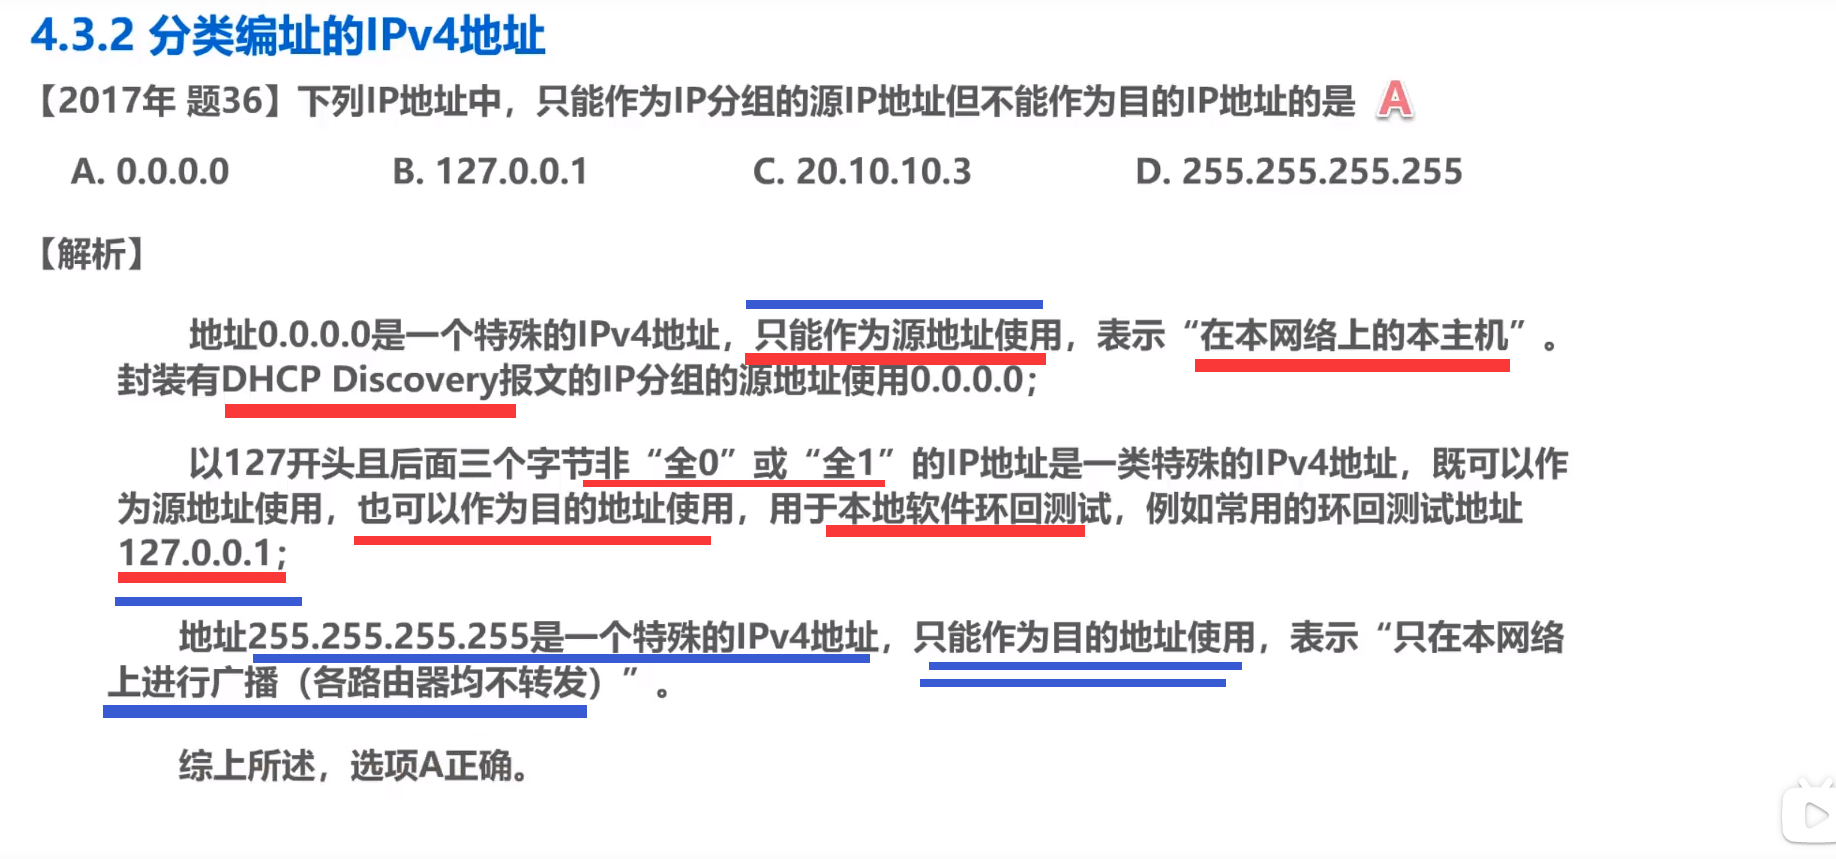 4.3.2 分类编址的IPv4地址
【2017年 题36】下列IP地址中，只能作为IP分组的源IP地址但不能作为目的IP地址的是 A
A. 0.0.0.0 B. 127.0.0.1 C. 20.10.10.3 D. 255.255.255.255
【解析】
地址0.0.0.0是一个特殊的IPv4地址，只能作为源地址使用，表示“在本网络上的本主机”。
封装有DHCP Discovery报文的IP分组的源地址使用0.0.0.0；
以127开头且后面三个字节非“全0”或“全1”的IP地址是一类特殊的IPv4地址，既可以作
为源地址使用，也可以作为目的地址使用，用于本地软件环回测试，例如常用的环回测试地址
127.0.0.1；
地址255.255.255.255是一个特殊的IPv4地址，只能作为目的地址使用，表示“只在本网络
上进行广播（各路由器均不转发）”。
综上所述，选项A正确。